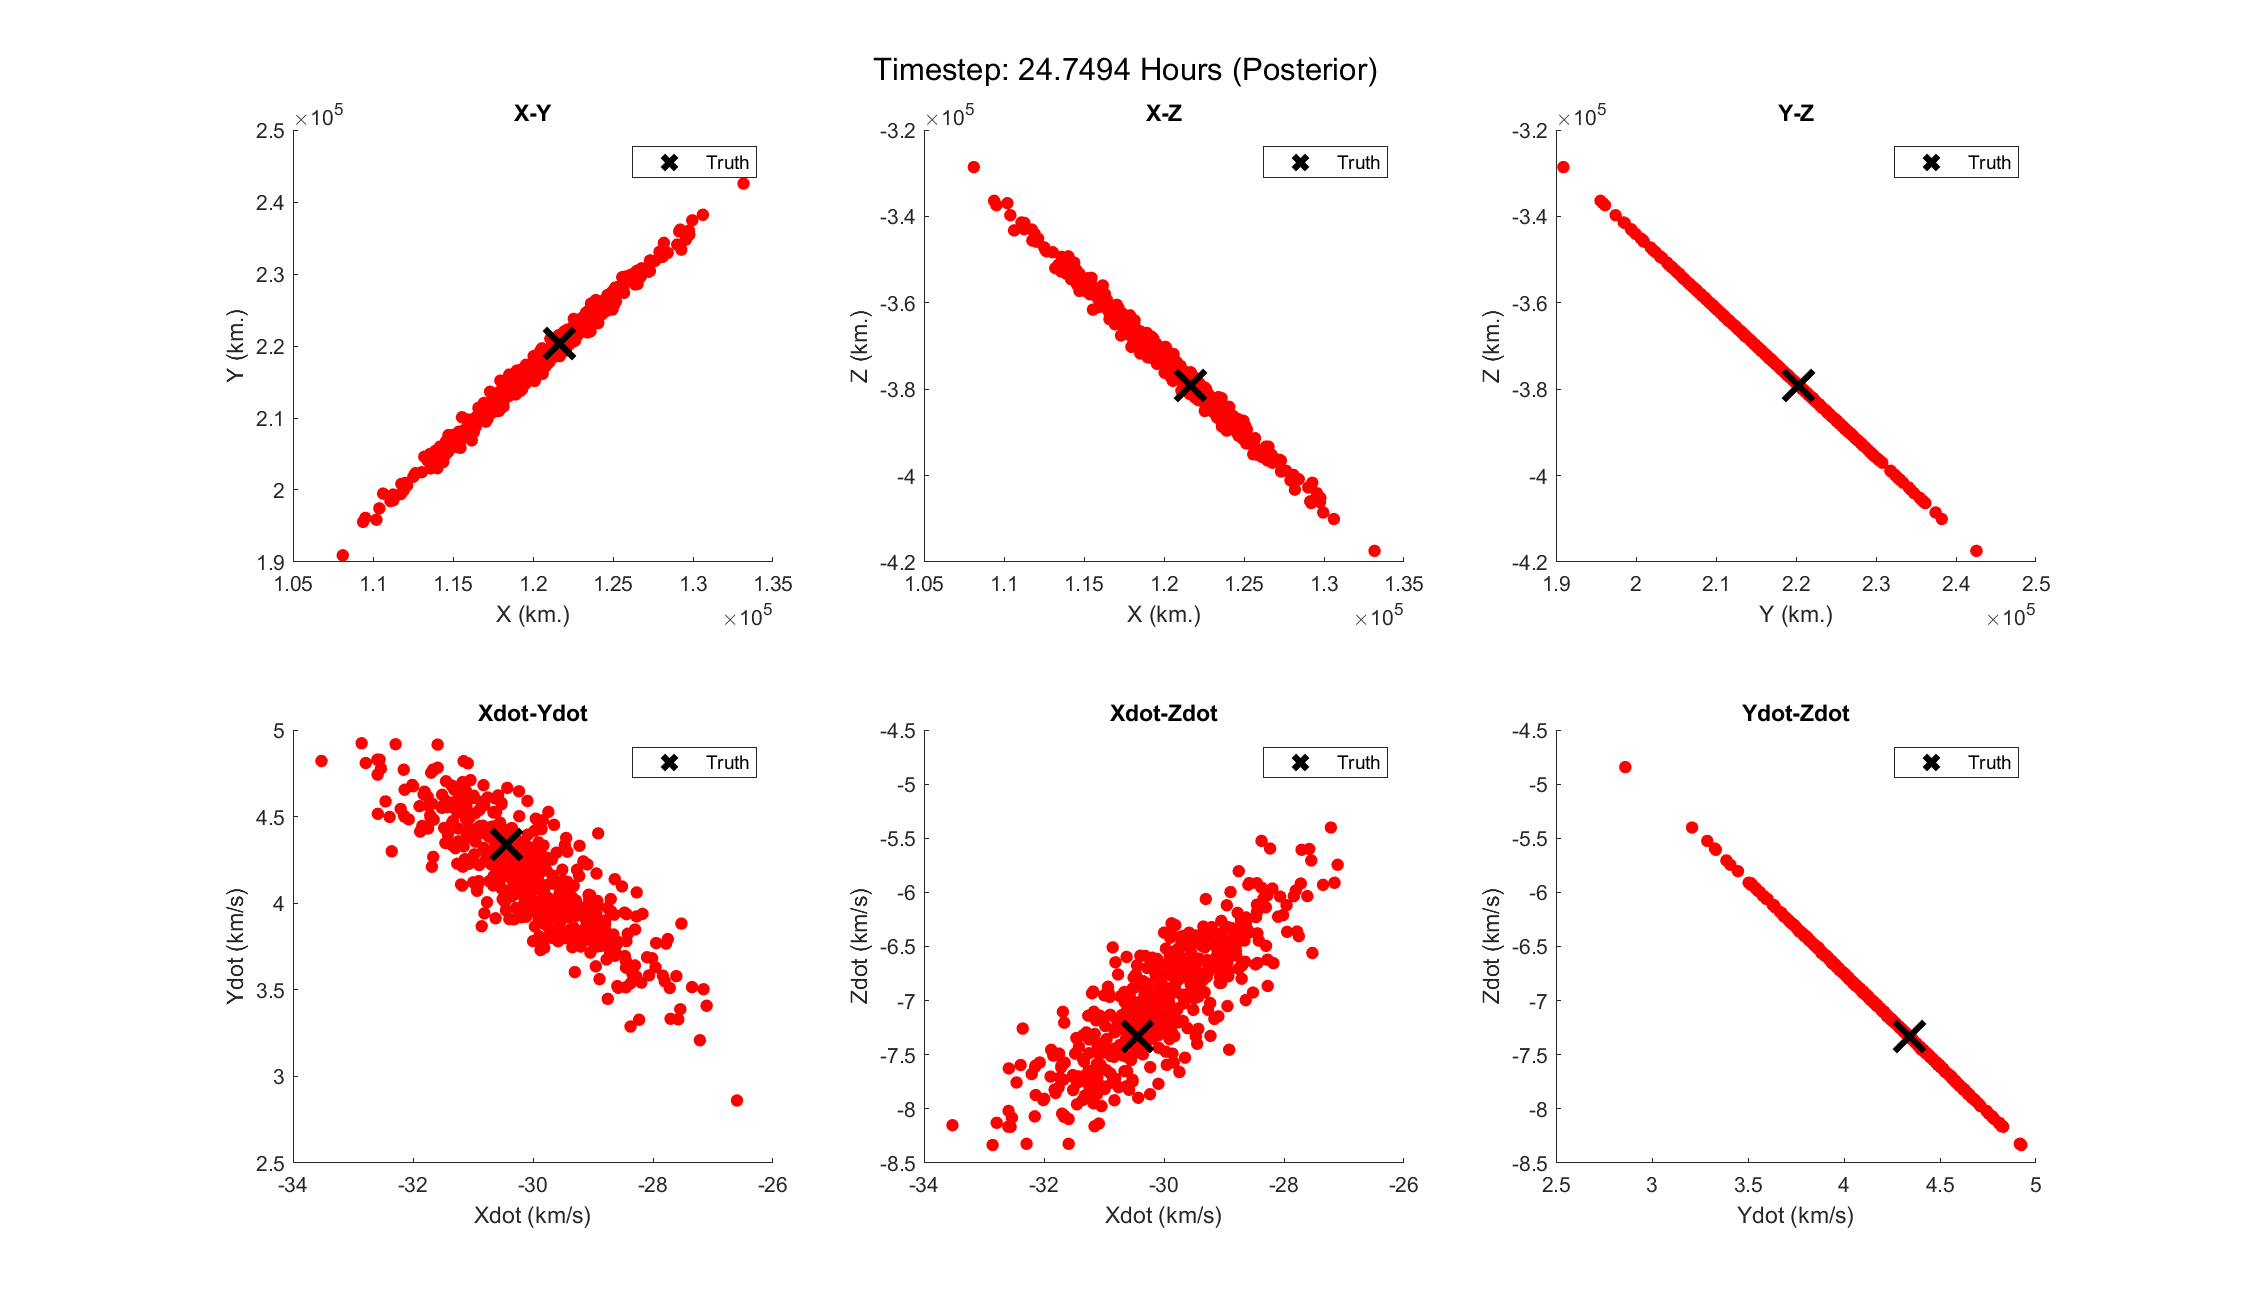 Timestep: 24.7494 Hours (Posterior)
X-Y
×10^5
2.5
2.4
2.3
2.2
2.1
2
1.9
Y (km.)
Truth
1.05 1.1 1.15 1.2 1.25 1.3 1.35
X (km.)
×10^5
X-Z
×10^5
-3.2
-3.4
-3.6
-3.8
-4
-4.2
Z (km.)
Truth
1.05 1.1 1.15 1.2 1.25 1.3 1.35
X (km.)
×10^5
Y-Z
×10^5
-3.2
-3.4
-3.6
-3.8
-4
-4.2
Z (km.)
Truth
1.9 2 2.1 2.2 2.3 2.4 2.5
Y (km.)
×10^5
Xdot-Ydot
5
4.5
4
3.5
3
2.5
Ydot (km/s)
Truth
-34 -32 -30 -28 -26
Xdot (km/s)
Xdot-Zdot
-4.5
-5
-5.5
-6
-6.5
-7
-7.5
-8
-8.5
Zdot (km/s)
Truth
-34 -32 -30 -28 -26
Xdot (km/s)
Ydot-Zdot
-4.5
-5
-5.5
-6
-6.5
-7
-7.5
-8
-8.5
Zdot (km/s)
Truth
2.5 3 3.5 4 4.5 5
Ydot (km/s)